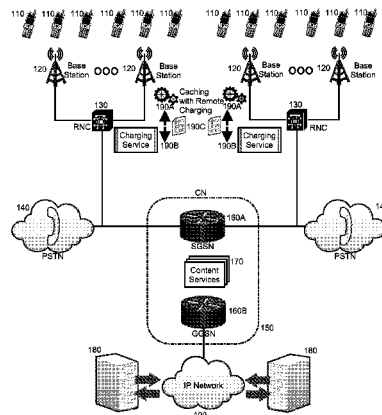 110 110 110 110 110 110 110 110 110 110 110 110
120 Base Station 120 Base Station
120 Base Station 120 Base Station
190A Caching with Remote Charging 190A
130 RNC 190C 130 RNC
Charging Service 190B 190B Charging Service
CN
140 PSTN 160A SGSN PSTN
Content Services 170
160B GGSN 150
180 IP Network 180